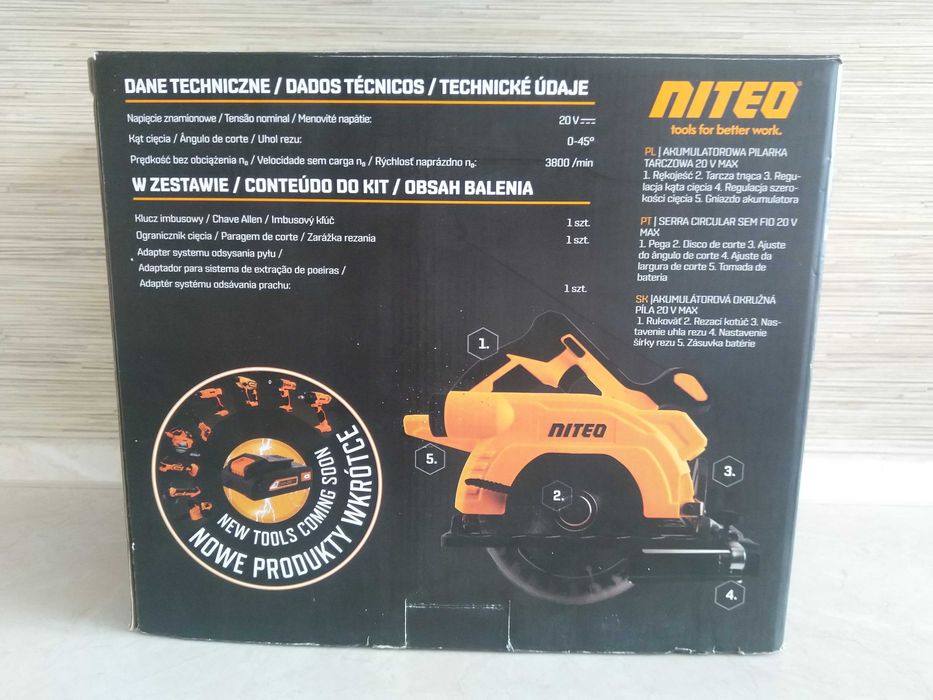 DANE TECHNICZNE / DADOS TÉCNICOS / TECHNICKÉ ÚDAJE
Napięcie znamionowe / Tensão nominal / Menovité napätie: 20 V
Kąt cięcia / Ângulo de corte / Uhol rezu: 0-45°
Prędkość bez obciążenia n₀ / Velocidade sem carga n₀ / Rýchlosť naprázdno n₀: 3800 /min
W ZESTAWIE / CONTEÚDO DO KIT / OBSAH BALENIA
Klucz imbusowy / Chave Allen / Imbusový kľúč 1 szt.
Ogranicznik cięcia / Paragem de corte / Zarážka rezania 1 szt.
Adapter systemu odsysania pyłu /
Adaptador para sistema de extração de poeiras /
Adaptér systému odsávania prachu: 1 szt.
NITEO
tools for better work.
PL | AKUMULATOROWA PILARKA
TARCZOWA 20 V MAX
1. Rękojeść 2. Tarcza tnąca 3. Regu-
lacja kąta cięcia 4. Regulacja szero-
kości cięcia 5. Gniazdo akumulatora
PT | SERRA CIRCULAR SEM FIO 20 V
MAX
1. Pega 2. Disco de corte 3. Ajuste
do ângulo de corte 4. Ajuste da
largura de corte 5. Tomada de
bateria
SK |AKUMULÁTOROVÁ OKRUŽNÁ
PÍLA 20 V MAX
1. Rukoväť 2. Rezací kotúč 3. Nas-
tavenie uhla rezu 4. Nastavenie
šírky rezu 5. Zásuvka batérie
1.
NITEO
5.
2.
3.
4.
NEW TOOLS COMING SOON
NOWE PRODUKTY WKRÓTCE